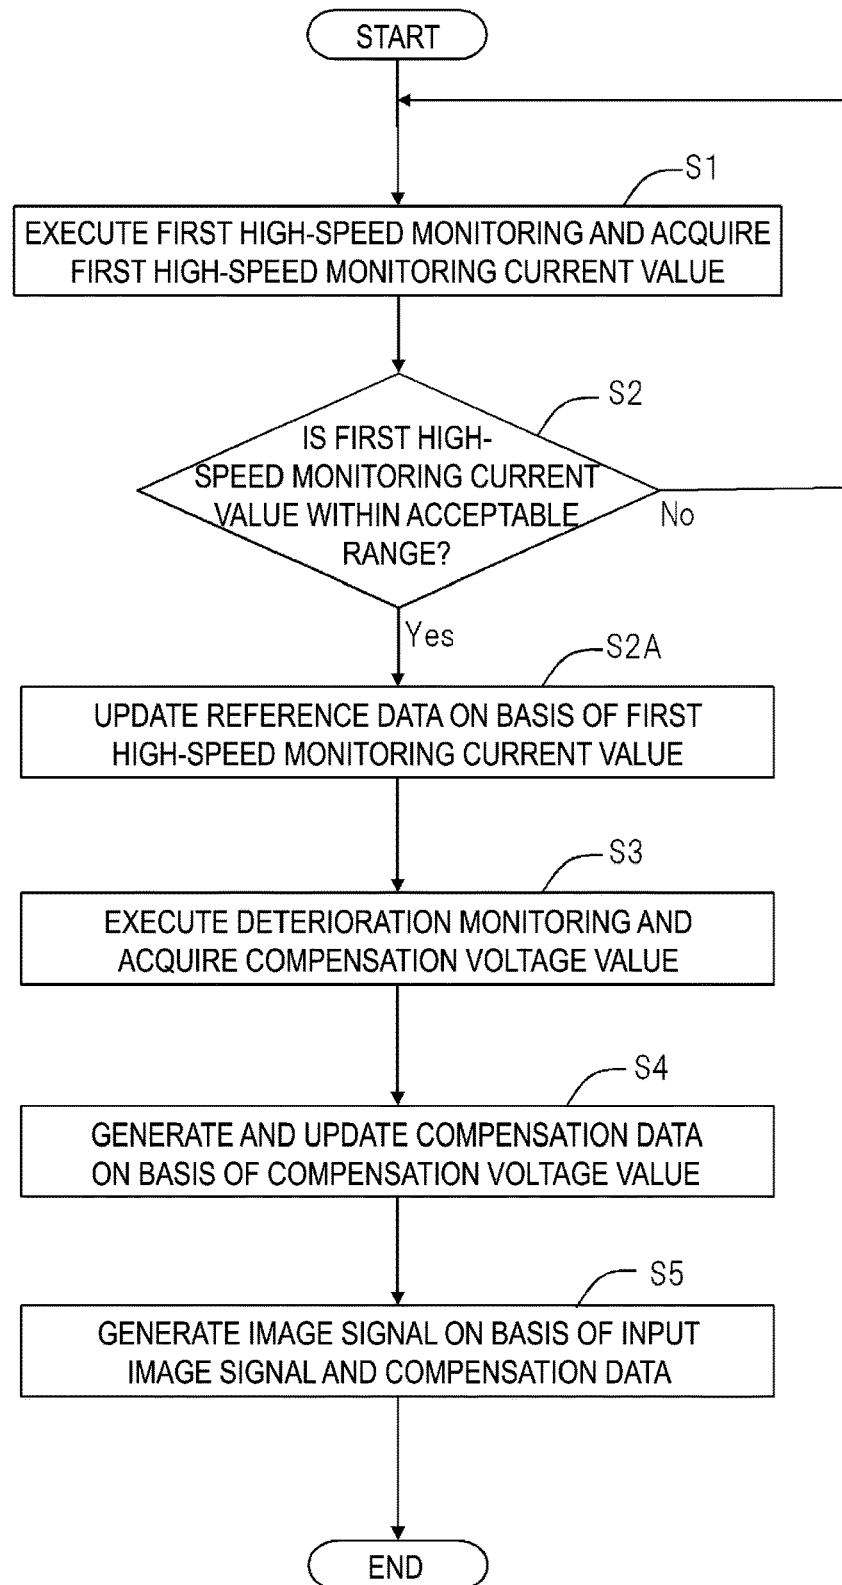 START
S1
EXECUTE FIRST HIGH-SPEED MONITORING AND ACQUIRE
FIRST HIGH-SPEED MONITORING CURRENT VALUE
S2
IS FIRST HIGH-
SPEED MONITORING CURRENT
VALUE WITHIN ACCEPTABLE
RANGE?
No
Yes
S2A
UPDATE REFERENCE DATA ON BASIS OF FIRST
HIGH-SPEED MONITORING CURRENT VALUE
S3
EXECUTE DETERIORATION MONITORING AND
ACQUIRE COMPENSATION VOLTAGE VALUE
S4
GENERATE AND UPDATE COMPENSATION DATA
ON BASIS OF COMPENSATION VOLTAGE VALUE
S5
GENERATE IMAGE SIGNAL ON BASIS OF INPUT
IMAGE SIGNAL AND COMPENSATION DATA
END